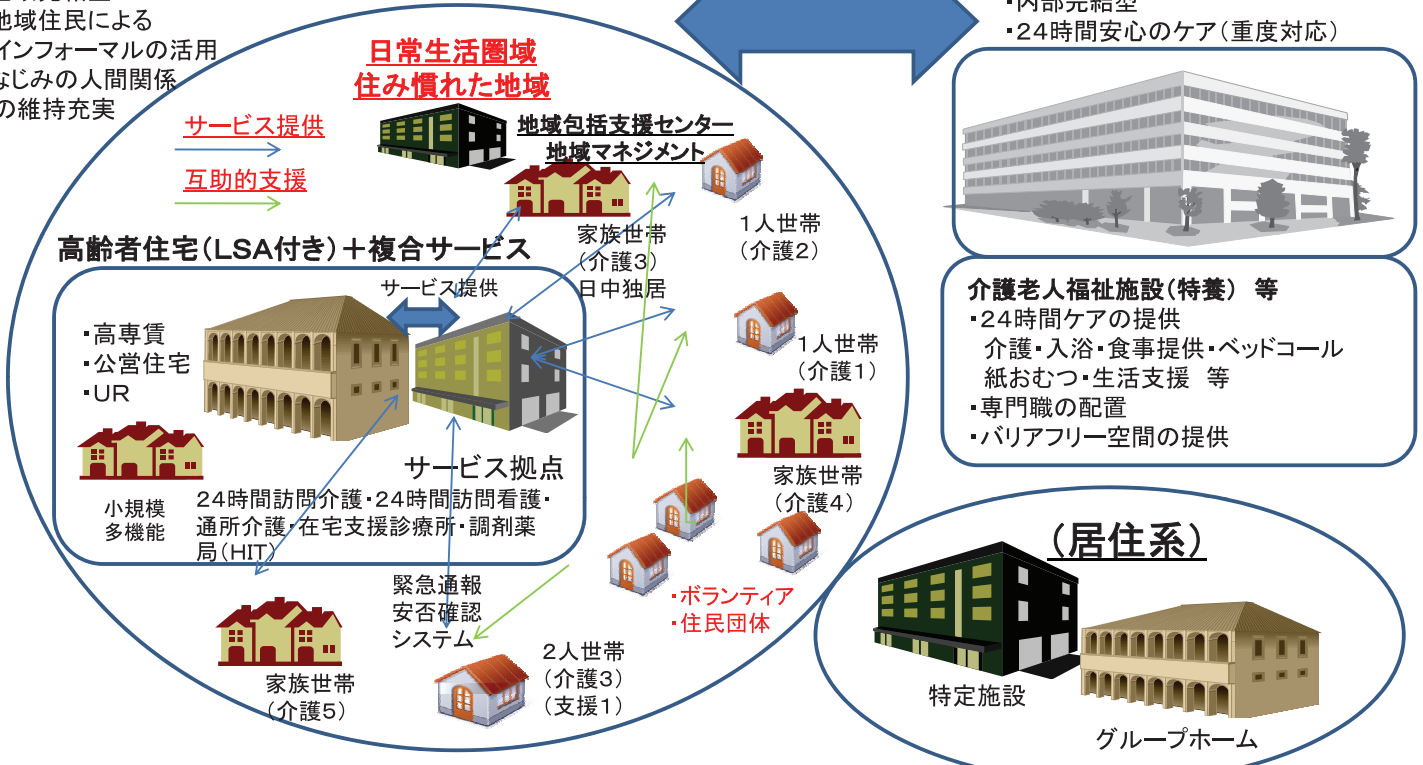 地域住民による
インフォーマルの活用
なじみの人間関係
の維持充実
日常生活圏域
住み慣れた地域
サービス提供
互助的支援
地域包括支援センター
地域マネジメント
1人世帯
(介護2)
家族世帯
(介護3)
日中独居
1人世帯
(介護1)
家族世帯
(介護4)
高齢者住宅(LSA付き)+複合サービス
サービス提供
・高専賃
・公営住宅
・UR
小規模
多機能
サービス拠点
24時間訪問介護・24時間訪問看護・
通所介護・在宅支援診療所・調剤薬
局(HIT)
緊急通報
安否確認
システム
・ボランティア
・住民団体
家族世帯
(介護5)
2人世帯
(介護3)
(支援1)
・内部完結型
・24時間安心のケア(重度対応)
介護老人福祉施設(特養) 等
・24時間ケアの提供
介護・入浴・食事提供・ベッドコール
紙おむつ・生活支援 等
・専門職の配置
・バリアフリー空間の提供
(居住系)
特定施設
グループホーム